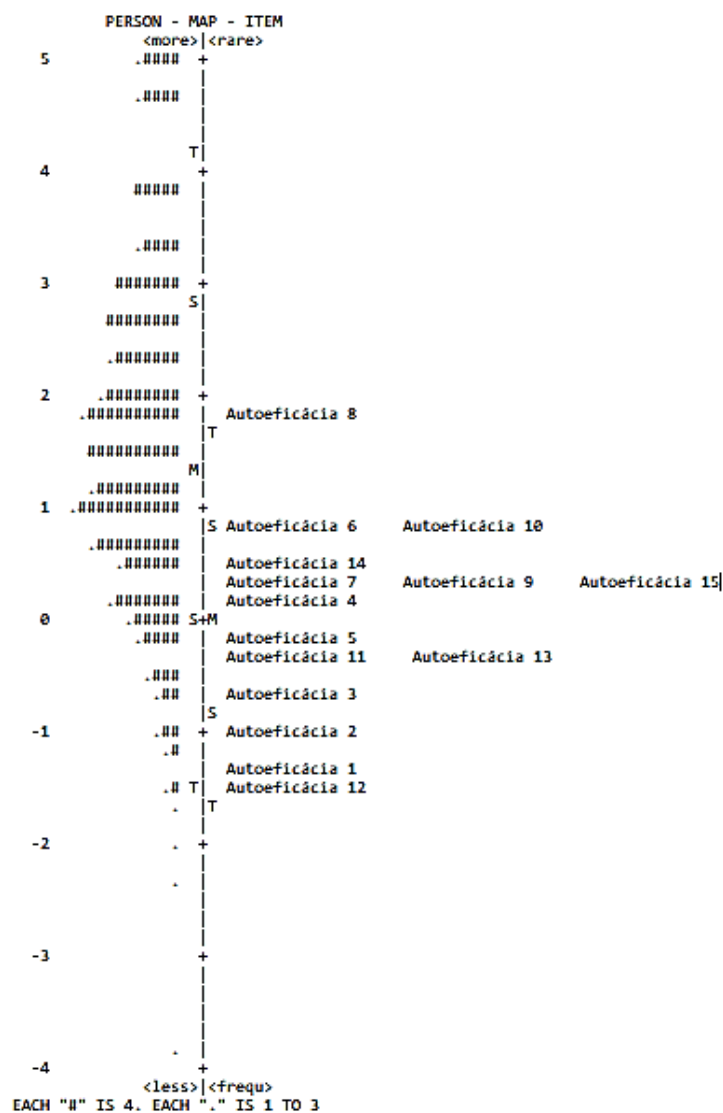 PERSON - MAP - ITEM
<more>|<rare>
5 .#### +
|
.#### |
|
|
T|
4 +
##### |
|
|
.#### |
|
3 ####### +
S|
######## |
|
.####### |
|
2 .######## +
.########## | Autoeficácia 8
|T
########## |
M|
.######### |
1 .########### +
|S Autoeficácia 6 Autoeficácia 10
.######### |
.###### | Autoeficácia 14
| Autoeficácia 7 Autoeficácia 9 Autoeficácia 15
.####### | Autoeficácia 4
0 .##### S+M
.#### | Autoeficácia 5
| Autoeficácia 11 Autoeficácia 13
.### |
.## | Autoeficácia 3
|S
-1 .## + Autoeficácia 2
.# |
| Autoeficácia 1
.# T| Autoeficácia 12
. |T
|
-2 . +
|
. |
|
|
|
-3 +
|
|
|
|
. |
-4 +
<less>|<frequ>
EACH "#" IS 4. EACH "." IS 1 TO 3